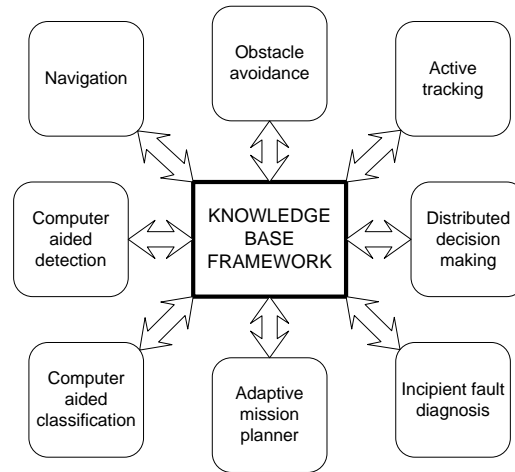 Navigation
Obstacle
avoidance
Active
tracking
Computer
aided
detection
KNOWLEDGE
BASE
FRAMEWORK
Distributed
decision
making
Computer
aided
classification
Adaptive
mission
planner
Incipient fault
diagnosis